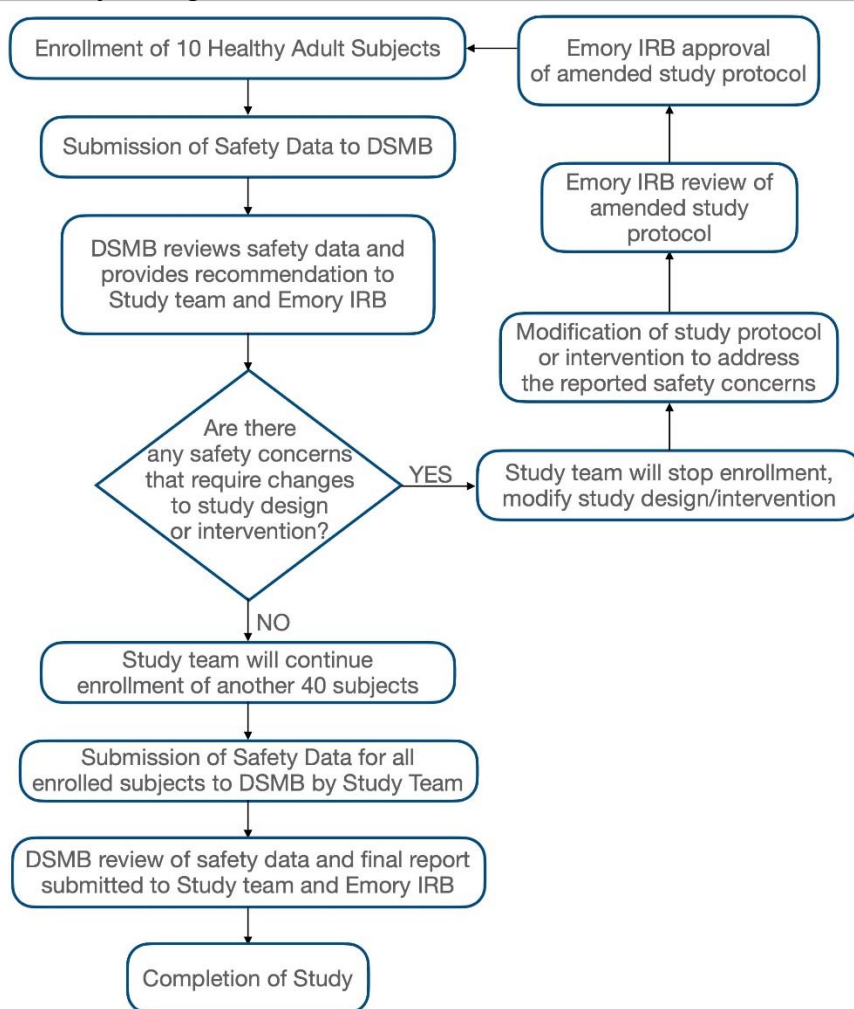 Enrollment of 10 Healthy Adult Subjects
Submission of Safety Data to DSMB
DSMB reviews safety data and
provides recommendation to
Study team and Emory IRB
Are there
any safety concerns
that require changes
to study design
or intervention?
YES
Study team will stop enrollment,
modify study design/intervention
Modification of study protocol
or intervention to address
the reported safety concerns
Emory IRB review of
amended study
protocol
Emory IRB approval
of amended study protocol
NO
Study team will continue
enrollment of another 40 subjects
Submission of Safety Data for all
enrolled subjects to DSMB by Study Team
DSMB review of safety data and final report
submitted to Study team and Emory IRB
Completion of Study